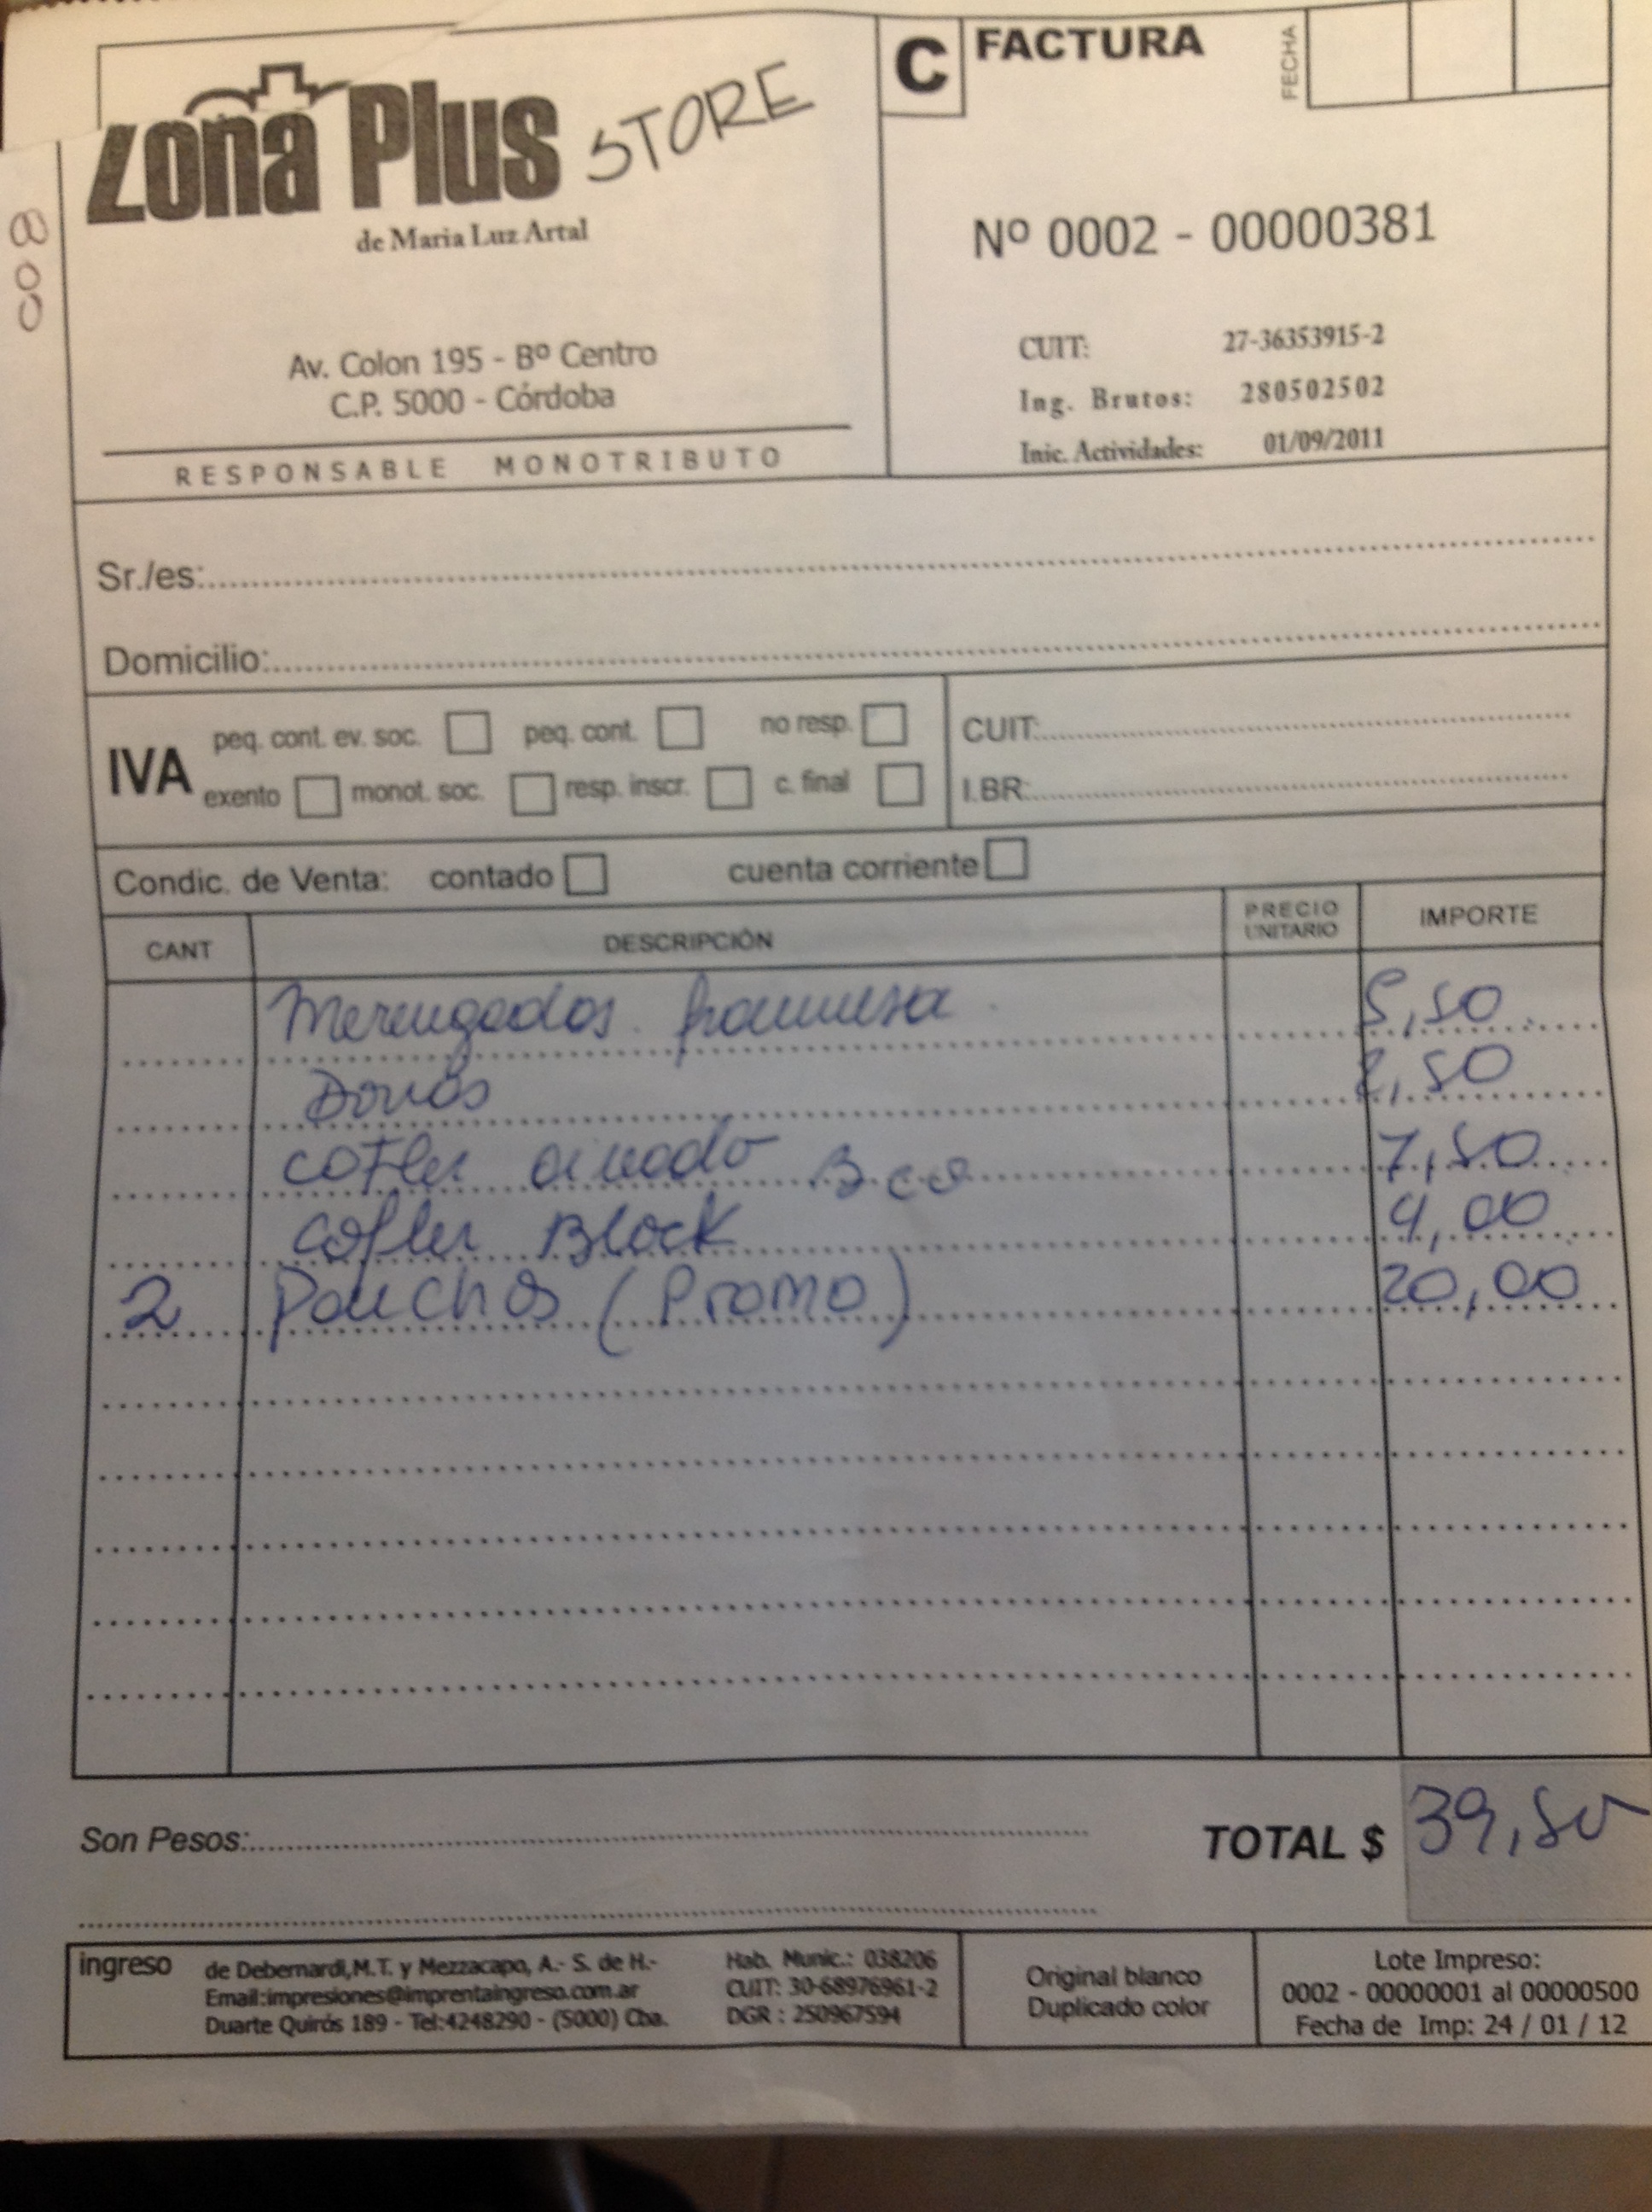 Zona Plus STORE
de Maria Luz Artal
Av. Colon 195 - Bº Centro
C.P. 5000 - Córdoba
RESPONSABLE MONOTRIBUTO
C FACTURA
FECHA
Nº 0002 - 00000381
CUIT: 27-36353915-2
Ing. Brutos: 280502502
Inic. Actividades: 01/09/2011
Sr./es:
Domicilio:
IVA
peq. cont. ev. soc. peq. cont. no resp.
exento monot. soc. resp. inscr. c. final
CUIT:
I.BR:
Condic. de Venta: contado cuenta corriente
CANT DESCRIPCIÓN PRECIO UNITARIO IMPORTE
Merengadas frambuesa 5,50
2,50
Cofler aireado Bco 7,50
Cofler Block 4,00
2 Panchos (Promo) 20,00
Son Pesos:
TOTAL $ 39,50
ingreso
de Debernardi,M.T. y Mezzacapo, A.- S. de H.-
Email:impresiones@imprentaingreso.com.ar
Duarte Quirós 189 - Tel:4248290 - (5000) Cba.
Hab. Munic.: 038206
CUIT: 30-68976961-2
DGR : 250967594
Original blanco
Duplicado color
Lote Impreso:
0002 - 00000001 al 00000500
Fecha de Imp: 24 / 01 / 12